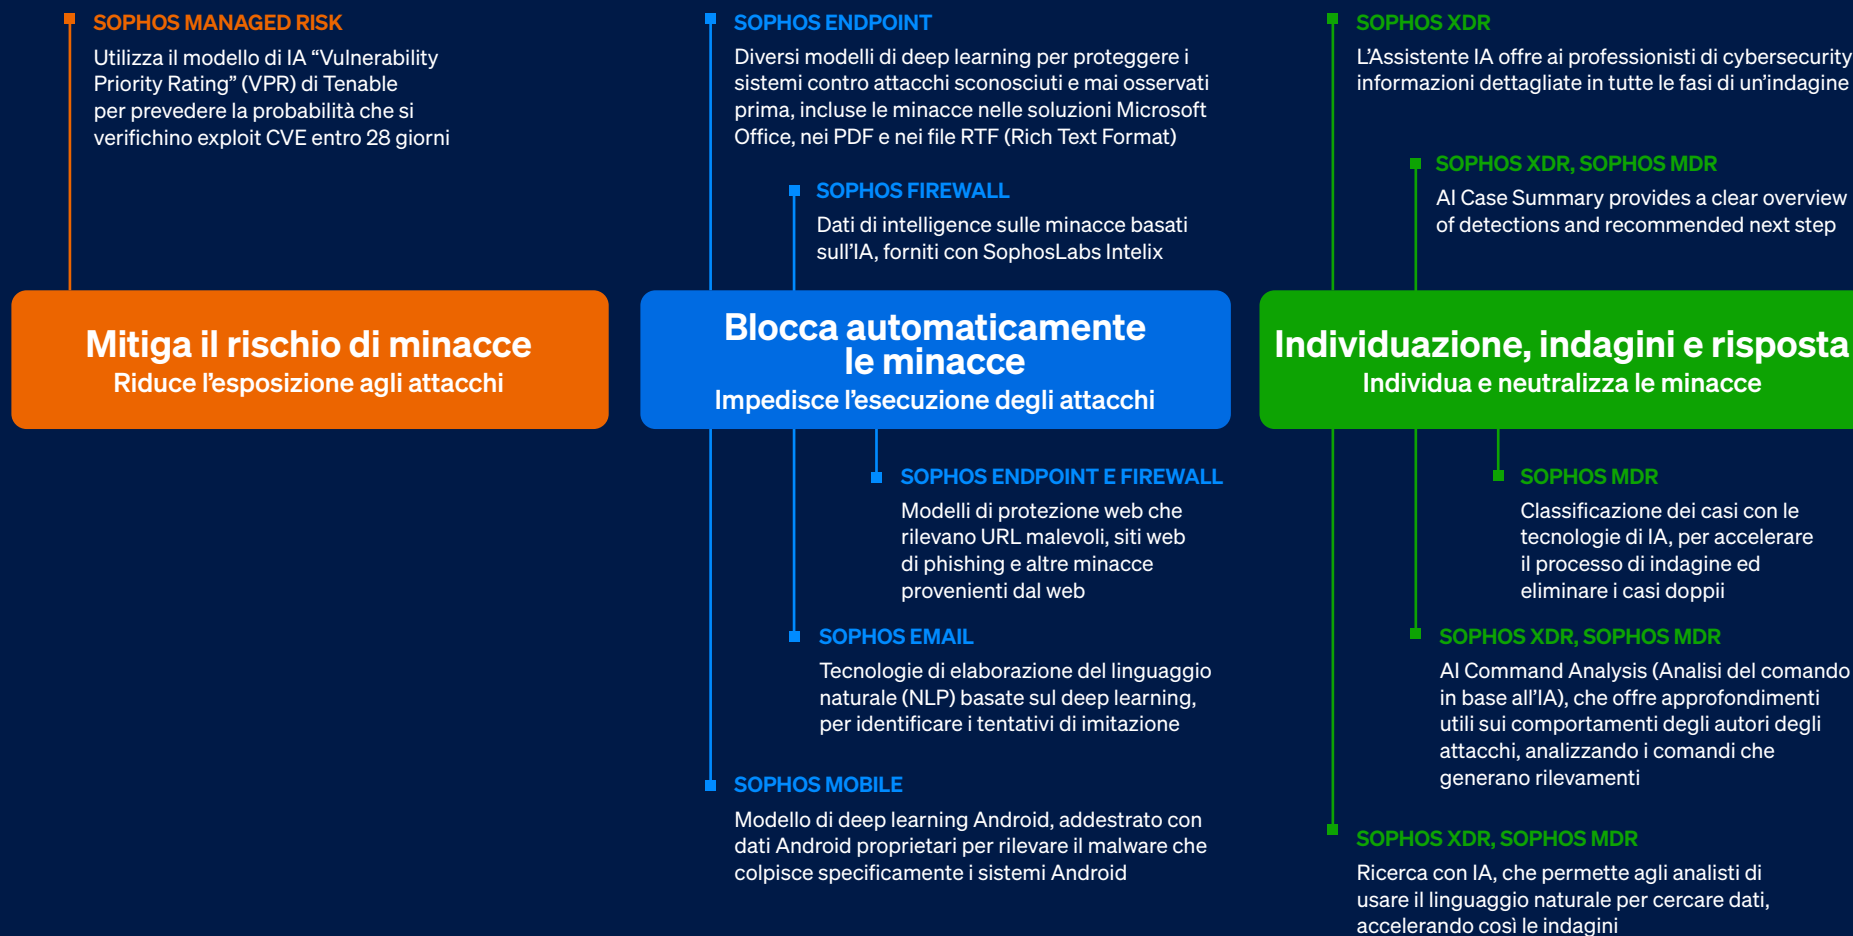 SOPHOS MANAGED RISK
Utilizza il modello di IA “Vulnerability
Priority Rating” (VPR) di Tenable
per prevedere la probabilità che si
verifichino exploit CVE entro 28 giorni
Mitiga il rischio di minacce
Riduce l’esposizione agli attacchi
SOPHOS ENDPOINT
Diversi modelli di deep learning per proteggere i
sistemi contro attacchi sconosciuti e mai osservati
prima, incluse le minacce nelle soluzioni Microsoft
Office, nei PDF e nei file RTF (Rich Text Format)
SOPHOS FIREWALL
Dati di intelligence sulle minacce basati
sull’IA, forniti con SophosLabs Intelix
Blocca automaticamente
le minacce
Impedisce l’esecuzione degli attacchi
SOPHOS ENDPOINT E FIREWALL
Modelli di protezione web che
rilevano URL malevoli, siti web
di phishing e altre minacce
provenienti dal web
SOPHOS EMAIL
Tecnologie di elaborazione del linguaggio
naturale (NLP) basate sul deep learning,
per identificare i tentativi di imitazione
SOPHOS MOBILE
Modello di deep learning Android, addestrato con
dati Android proprietari per rilevare il malware che
colpisce specificamente i sistemi Android
SOPHOS XDR
L’Assistente IA offre ai professionisti di cybersecurity
informazioni dettagliate in tutte le fasi di un’indagine
SOPHOS XDR, SOPHOS MDR
AI Case Summary provides a clear overview
of detections and recommended next step
Individuazione, indagini e risposta
Individua e neutralizza le minacce
SOPHOS MDR
Classificazione dei casi con le
tecnologie di IA, per accelerare
il processo di indagine ed
eliminare i casi doppii
SOPHOS XDR, SOPHOS MDR
AI Command Analysis (Analisi del comando
in base all’IA), che offre approfondimenti
utili sui comportamenti degli autori degli
attacchi, analizzando i comandi che
generano rilevamenti
SOPHOS XDR, SOPHOS MDR
Ricerca con IA, che permette agli analisti di
usare il linguaggio naturale per cercare dati,
accelerando così le indagini